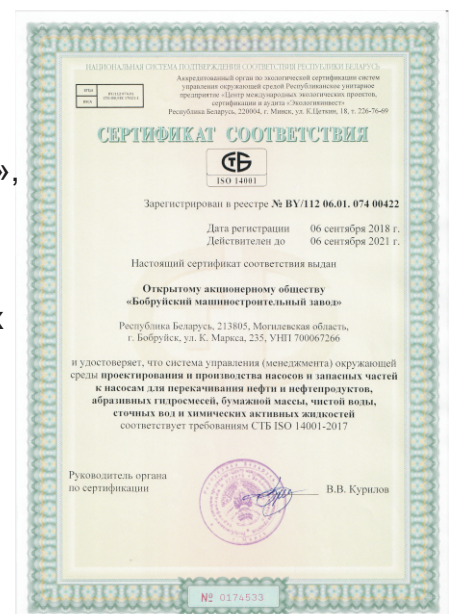 НАЦИОНАЛЬНАЯ СИСТЕМА ПОДТВЕРЖДЕНИЯ СООТВЕТСТВИЯ РЕСПУБЛИКИ БЕЛАРУСЬ
Аккредитованный орган по экологической сертификации систем
управления окружающей средой Республиканское унитарное
предприятие «Центр международных экологических проектов,
сертификации и аудита «Экологияинвест»
Республика Беларусь, 220004, г. Минск, ул. К.Цеткин, 18, т. 226-76-69
СЕРТИФИКАТ СООТВЕТСТВИЯ
СТБ
ISO 14001
»,
Зарегистрирован в реестре № BY/112 06.01. 074 00422
Дата регистрации 06 сентября 2018 г.
Действителен до 06 сентября 2021 г.
Настоящий сертификат соответствия выдан
Открытому акционерному обществу
«Бобруйский машиностроительный завод»
х
Республика Беларусь, 213805, Могилевская область,
г. Бобруйск, ул. К. Маркса, 235, УНП 700067266
и удостоверяет, что система управления (менеджмента) окружающей
среды проектирования и производства насосов и запасных частей
к насосам для перекачивания нефти и нефтепродуктов,
абразивных гидросмесей, бумажной массы, чистой воды,
сточных вод и химических активных жидкостей
соответствует требованиям СТБ ISO 14001-2017
Руководитель органа
по сертификации
В.В. Курилов
№ 0174533